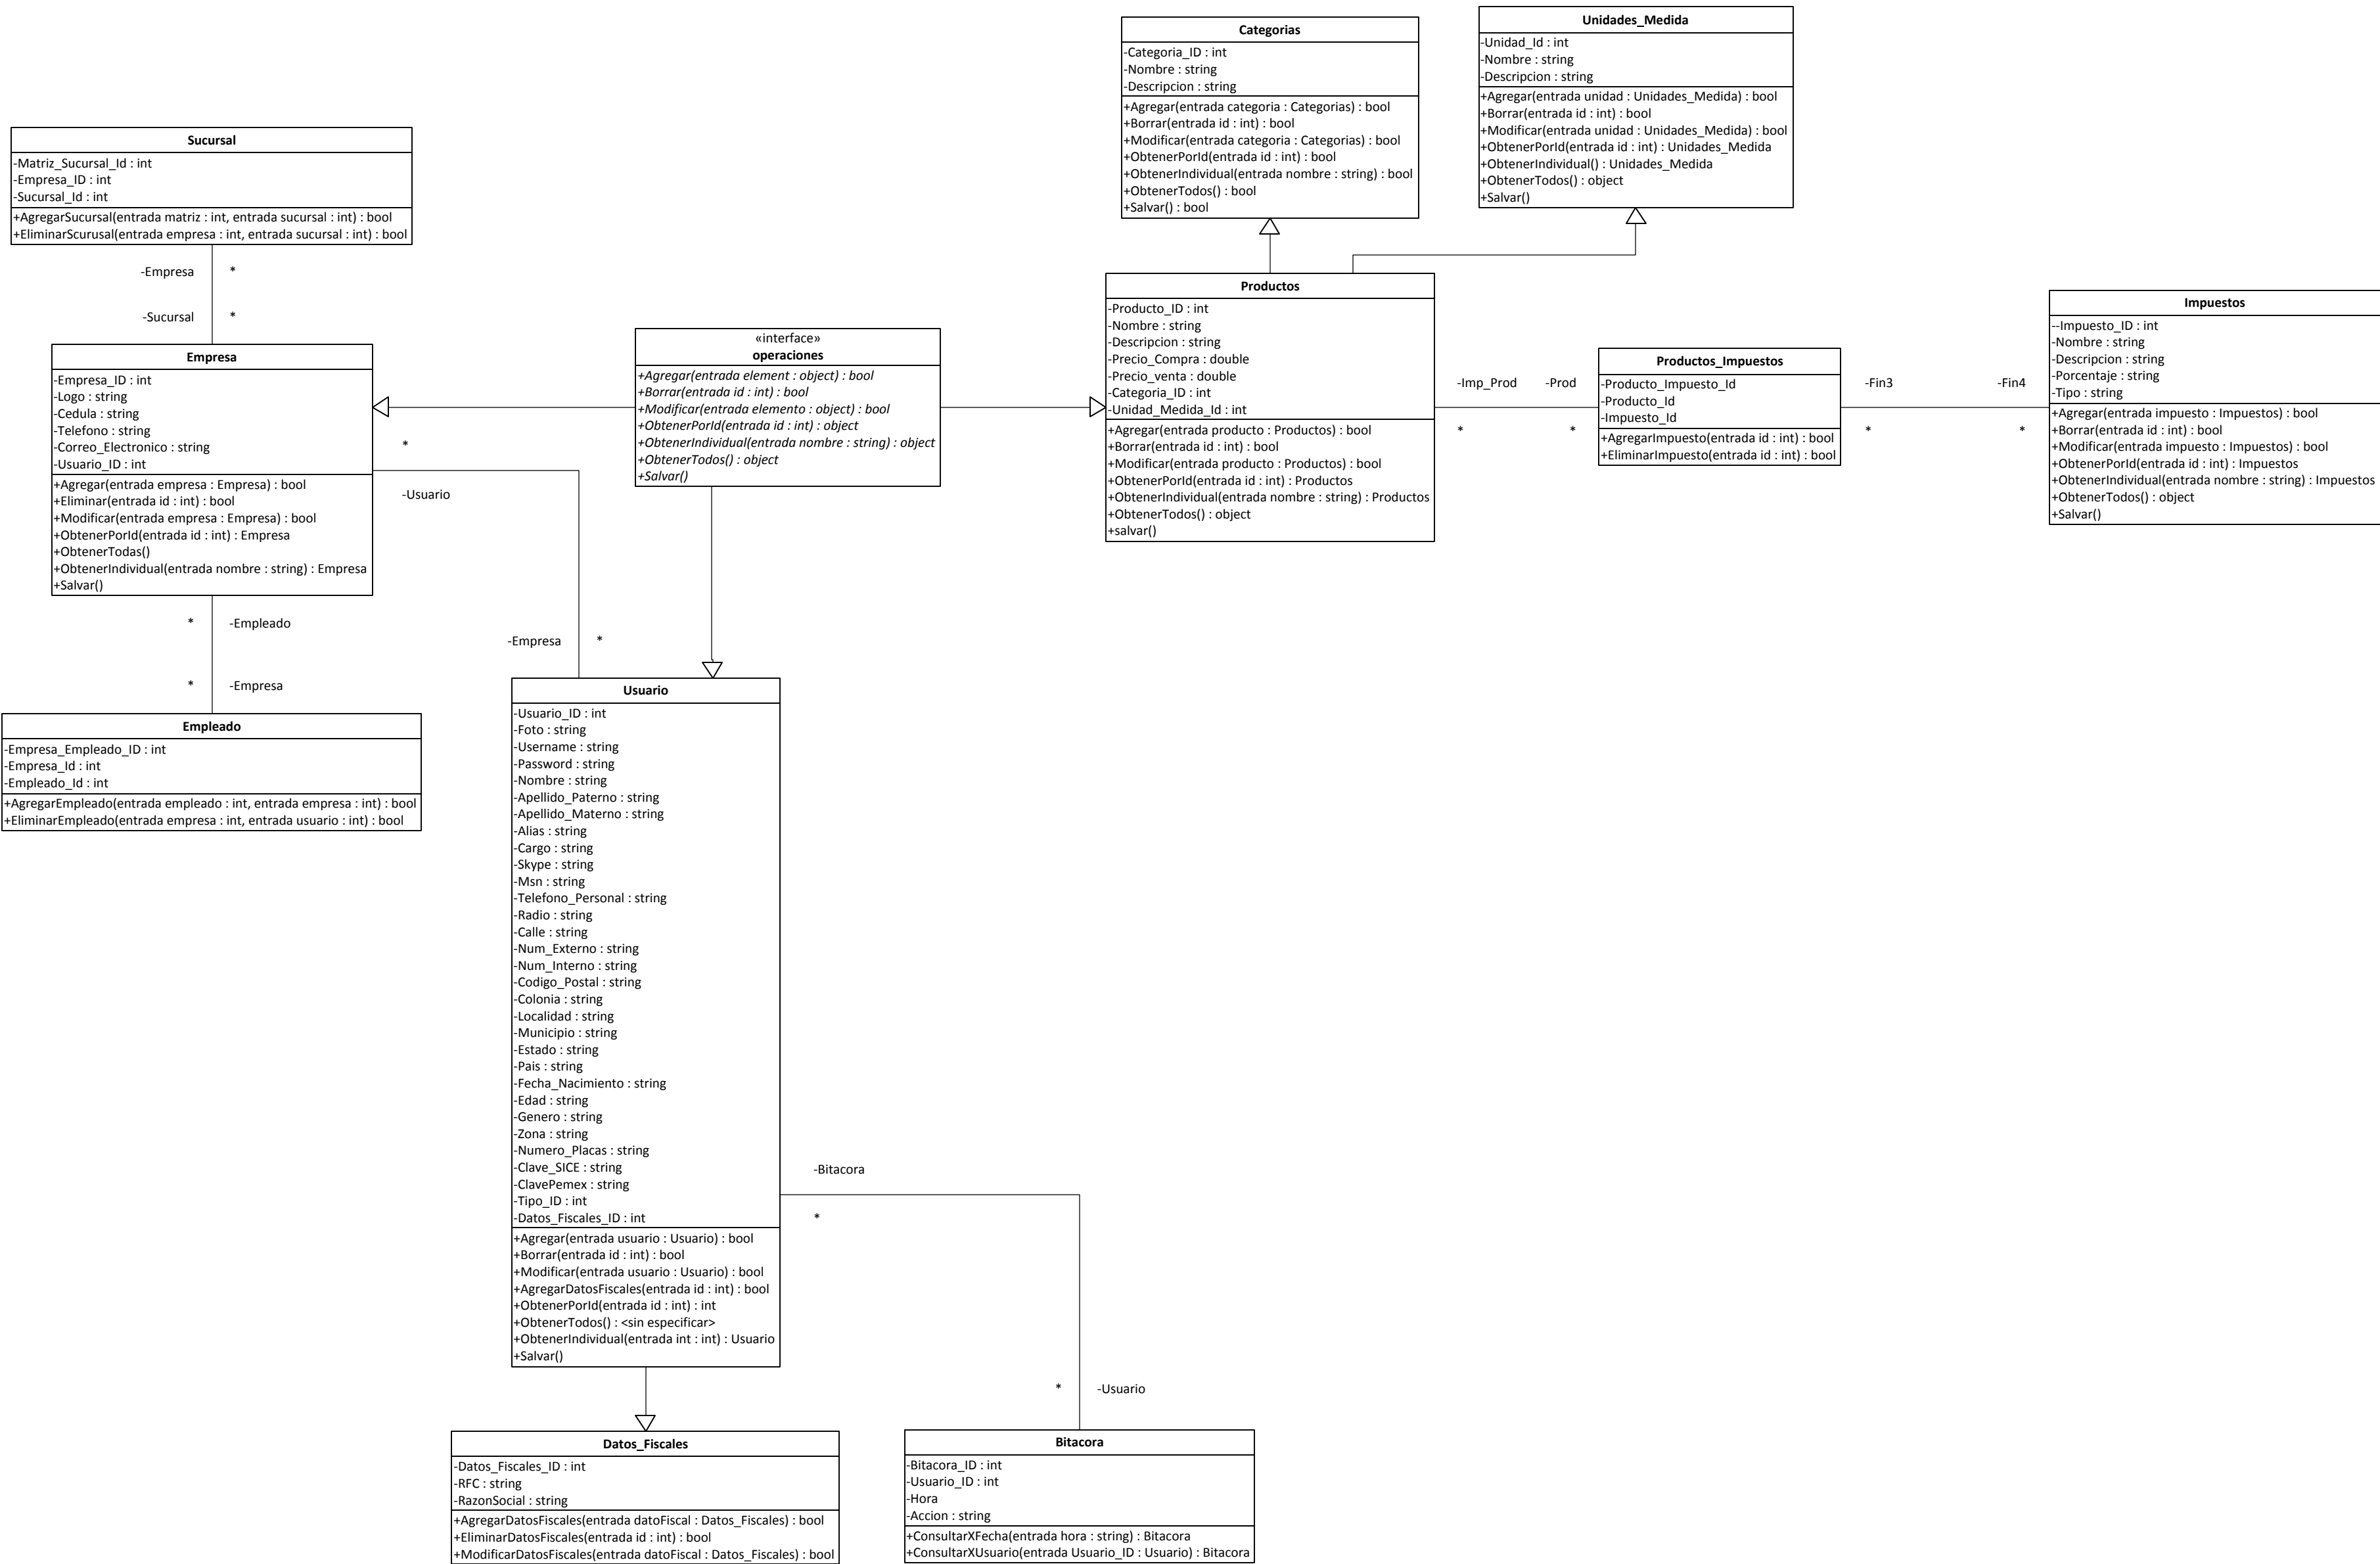 Categorias
-Categoria_ID : int
-Nombre : string
-Descripcion : string
+Agregar(entrada categoria : Categorias) : bool
+Borrar(entrada id : int) : bool
+Modificar(entrada categoria : Categorias) : bool
+ObtenerPorId(entrada id : int) : bool
+ObtenerIndividual(entrada nombre : string) : bool
+ObtenerTodos() : bool
+Salvar() : bool
Unidades_Medida
-Unidad_Id : int
-Nombre : string
-Descripcion : string
+Agregar(entrada unidad : Unidades_Medida) : bool
+Borrar(entrada id : int) : bool
+Modificar(entrada unidad : Unidades_Medida) : bool
+ObtenerPorId(entrada id : int) : Unidades_Medida
+ObtenerIndividual() : Unidades_Medida
+ObtenerTodos() : object
+Salvar()
Sucursal
-Matriz_Sucursal_Id : int
-Empresa_ID : int
-Sucursal_Id : int
+AgregarSucursal(entrada matriz : int, entrada sucursal : int) : bool
+EliminarScurusal(entrada empresa : int, entrada sucursal : int) : bool
-Empresa *
-Sucursal *
Empresa
-Empresa_ID : int
-Logo : string
-Cedula : string
-Telefono : string
-Correo_Electronico : string
-Usuario_ID : int
+Agregar(entrada empresa : Empresa) : bool
+Eliminar(entrada id : int) : bool
+Modificar(entrada empresa : Empresa) : bool
+ObtenerPorId(entrada id : int) : Empresa
+ObtenerTodas()
+ObtenerIndividual(entrada nombre : string) : Empresa
+Salvar()
*
-Usuario
«interface»
operaciones
+Agregar(entrada element : object) : bool
+Borrar(entrada id : int) : bool
+Modificar(entrada elemento : object) : bool
+ObtenerPorId(entrada id : int) : object
+ObtenerIndividual(entrada nombre : string) : object
+ObtenerTodos() : object
+Salvar()
Productos
-Producto_ID : int
-Nombre : string
-Descripcion : string
-Precio_Compra : double
-Precio_venta : double
-Categoria_ID : int
-Unidad_Medida_Id : int
+Agregar(entrada producto : Productos) : bool
+Borrar(entrada id : int) : bool
+Modificar(entrada producto : Productos) : bool
+ObtenerPorId(entrada id : int) : Productos
+ObtenerIndividual(entrada nombre : string) : Productos
+ObtenerTodos() : object
+salvar()
-Imp_Prod -Prod
* *
Productos_Impuestos
-Producto_Impuesto_Id
-Producto_Id
-Impuesto_Id
+AgregarImpuesto(entrada id : int) : bool
+EliminarImpuesto(entrada id : int) : bool
-Fin3 -Fin4
* *
Impuestos
--Impuesto_ID : int
-Nombre : string
-Descripcion : string
-Porcentaje : string
-Tipo : string
+Agregar(entrada impuesto : Impuestos) : bool
+Borrar(entrada id : int) : bool
+Modificar(entrada impuesto : Impuestos) : bool
+ObtenerPorId(entrada id : int) : Impuestos
+ObtenerIndividual(entrada nombre : string) : Impuestos
+ObtenerTodos() : object
+Salvar()
* -Empleado
* -Empresa
-Empresa *
Empleado
-Empresa_Empleado_ID : int
-Empresa_Id : int
-Empleado_Id : int
+AgregarEmpleado(entrada empleado : int, entrada empresa : int) : bool
+EliminarEmpleado(entrada empresa : int, entrada usuario : int) : bool
Usuario
-Usuario_ID : int
-Foto : string
-Username : string
-Password : string
-Nombre : string
-Apellido_Paterno : string
-Apellido_Materno : string
-Alias : string
-Cargo : string
-Skype : string
-Msn : string
-Telefono_Personal : string
-Radio : string
-Calle : string
-Num_Externo : string
-Num_Interno : string
-Codigo_Postal : string
-Colonia : string
-Localidad : string
-Municipio : string
-Estado : string
-Pais : string
-Fecha_Nacimiento : string
-Edad : string
-Genero : string
-Zona : string
-Numero_Placas : string
-Clave_SICE : string
-ClavePemex : string
-Tipo_ID : int
-Datos_Fiscales_ID : int
+Agregar(entrada usuario : Usuario) : bool
+Borrar(entrada id : int) : bool
+Modificar(entrada usuario : Usuario) : bool
+AgregarDatosFiscales(entrada id : int) : bool
+ObtenerPorId(entrada id : int) : int
+ObtenerTodos() : <sin especificar>
+ObtenerIndividual(entrada int : int) : Usuario
+Salvar()
-Bitacora
*
* -Usuario
Datos_Fiscales
-Datos_Fiscales_ID : int
-RFC : string
-RazonSocial : string
+AgregarDatosFiscales(entrada datoFiscal : Datos_Fiscales) : bool
+EliminarDatosFiscales(entrada id : int) : bool
+ModificarDatosFiscales(entrada datoFiscal : Datos_Fiscales) : bool
Bitacora
-Bitacora_ID : int
-Usuario_ID : int
-Hora
-Accion : string
+ConsultarXFecha(entrada hora : string) : Bitacora
+ConsultarXUsuario(entrada Usuario_ID : Usuario) : Bitacora